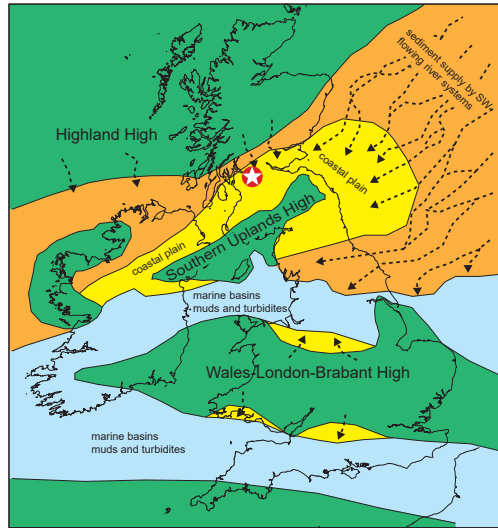 sediment supply by SW
flowing river systems
Highland High
coastal plain
Southern Uplands High
coastal plain
marine basins
muds and turbidites
Wales-London-Brabant High
marine basins
muds and turbidites